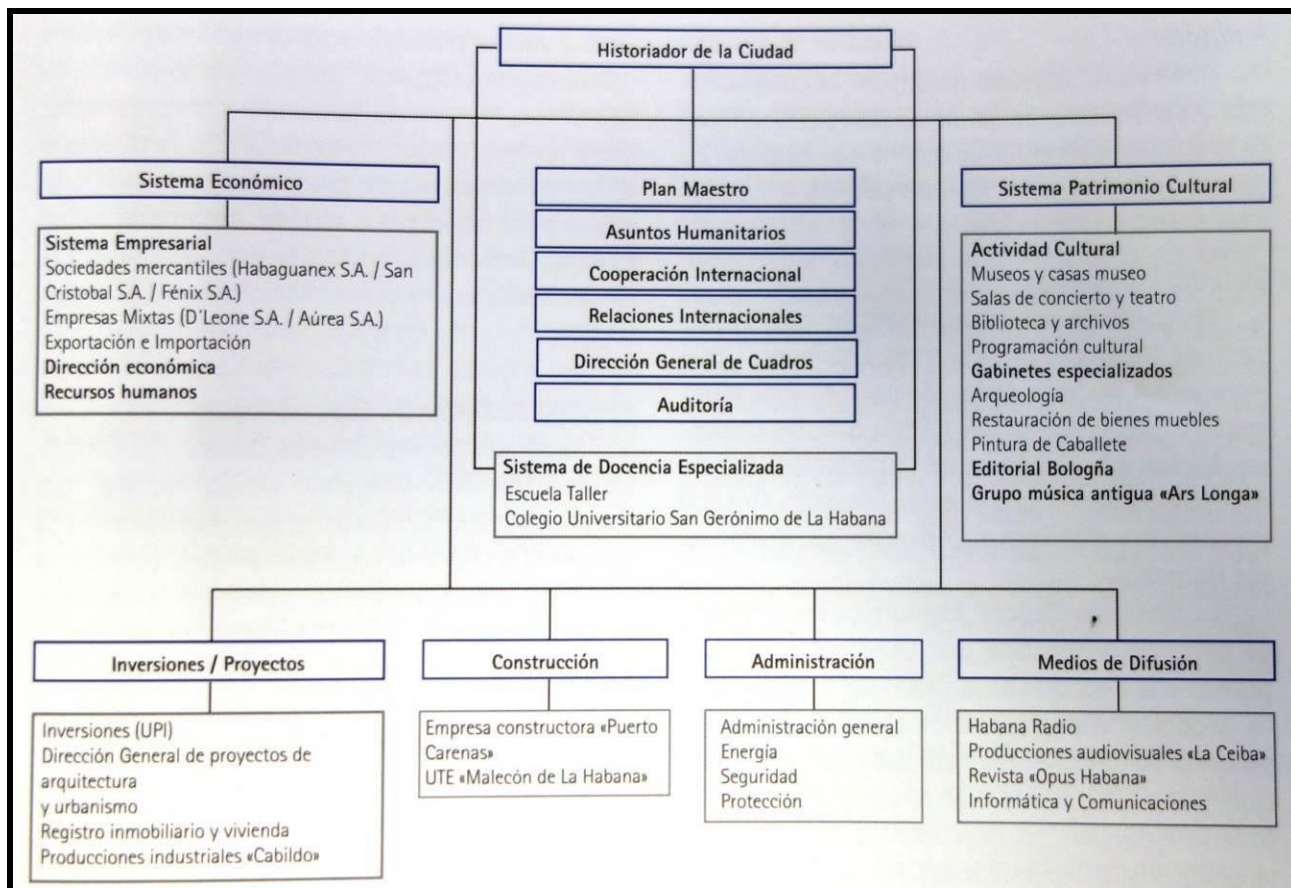 Historiador de la Ciudad
Sistema Económico
Sistema Empresarial
Sociedades mercantiles (Habaguanex S.A. / San
Cristobal S.A. / Fénix S.A.)
Empresas Mixtas (D´Leone S.A. / Aúrea S.A.)
Exportación e Importación
Dirección económica
Recursos humanos
Plan Maestro
Asuntos Humanitarios
Cooperación Internacional
Relaciones Internacionales
Dirección General de Cuadros
Auditoría
Sistema Patrimonio Cultural
Actividad Cultural
Museos y casas museo
Salas de concierto y teatro
Biblioteca y archivos
Programación cultural
Gabinetes especializados
Arqueología
Restauración de bienes muebles
Pintura de Caballete
Editorial Bologña
Grupo música antigua «Ars Longa»
Sistema de Docencia Especializada
Escuela Taller
Colegio Universitario San Gerónimo de La Habana
Inversiones / Proyectos
Inversiones (UPI)
Dirección General de proyectos de
arquitectura
y urbanismo
Registro inmobiliario y vivienda
Producciones industriales «Cabildo»
Construcción
Empresa constructora «Puerto
Carenas»
UTE «Malecón de La Habana»
Administración
Administración general
Energía
Seguridad
Protección
Medios de Difusión
Habana Radio
Producciones audiovisuales «La Ceiba»
Revista «Opus Habana»
Informática y Comunicaciones